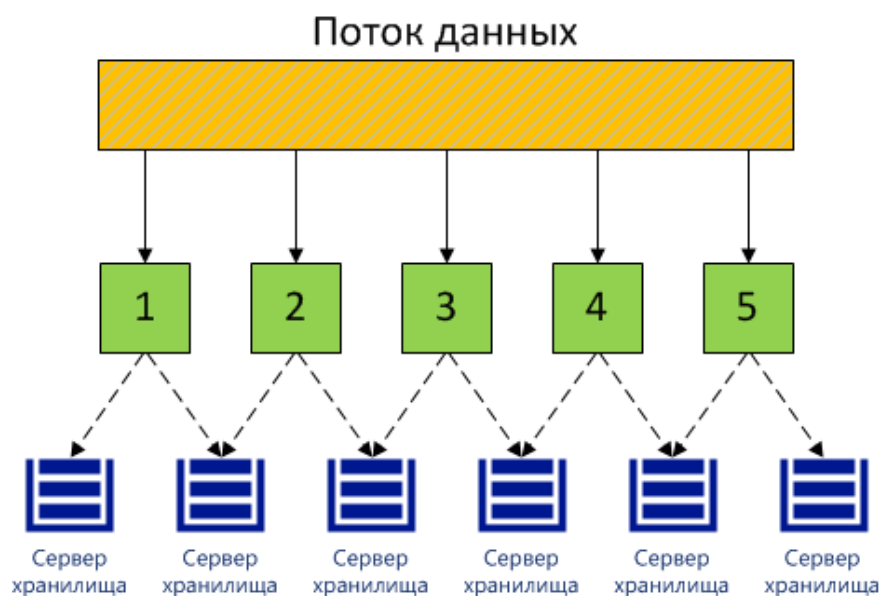 Поток данных
1 2 3 4 5
Сервер Сервер Сервер Сервер Сервер Сервер
хранилища хранилища хранилища хранилища хранилища хранилища